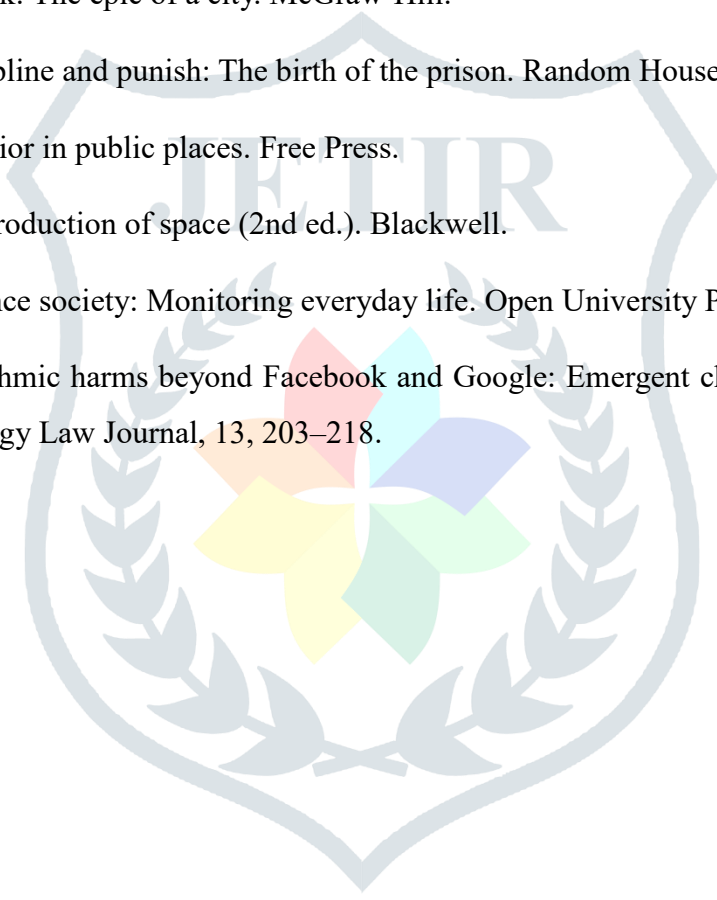 k. The epic of a city. McGraw Hill.
pline and punish: The birth of the prison. Random House
ior in public places. Free Press.
JETIR
roduction of space (2nd ed.). Blackwell.
nce society: Monitoring everyday life. Open University P
hmic harms beyond Facebook and Google: Emergent cl
gy Law Journal, 13, 203–218.